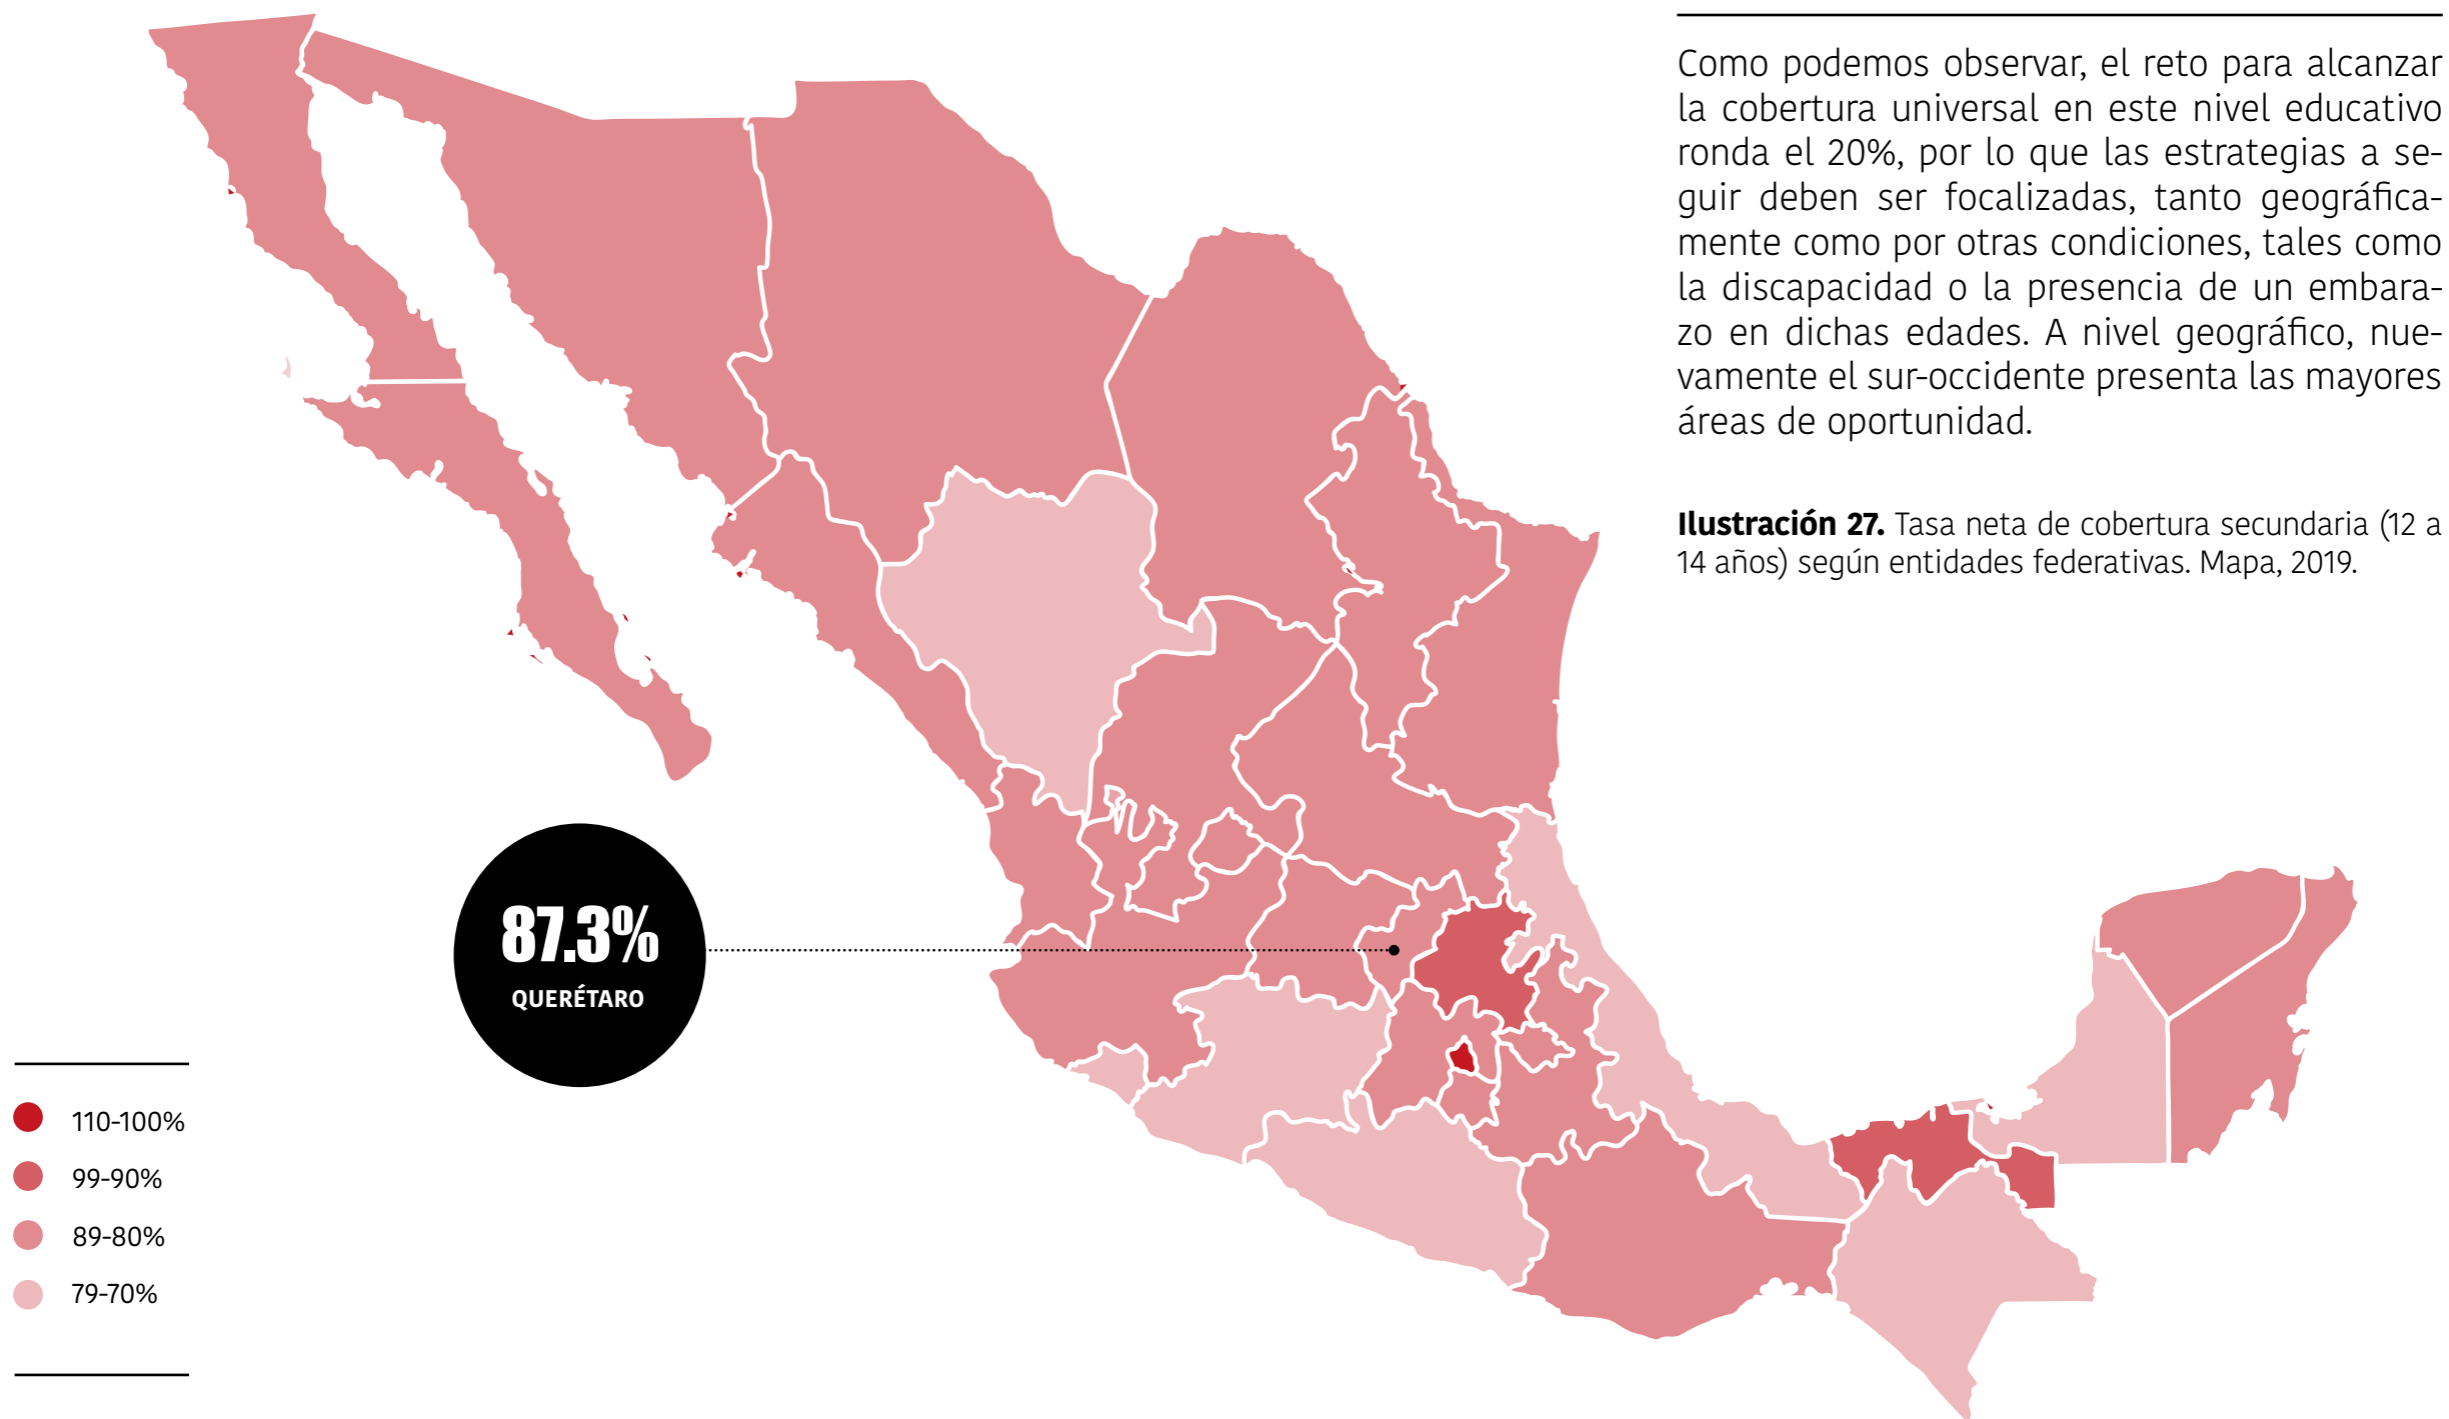 Como podemos observar, el reto para alcanzar
la cobertura universal en este nivel educativo
ronda el 20%, por lo que las estrategias a se-
guir deben ser focalizadas, tanto geográfica-
mente como por otras condiciones, tales como
la discapacidad o la presencia de un embara-
zo en dichas edades. A nivel geográfico, nue-
vamente el sur-occidente presenta las mayores
áreas de oportunidad.
Ilustración 27. Tasa neta de cobertura secundaria (12 a
14 años) según entidades federativas. Mapa, 2019.
87.3%
QUERÉTARO
110-100%
99-90%
89-80%
79-70%